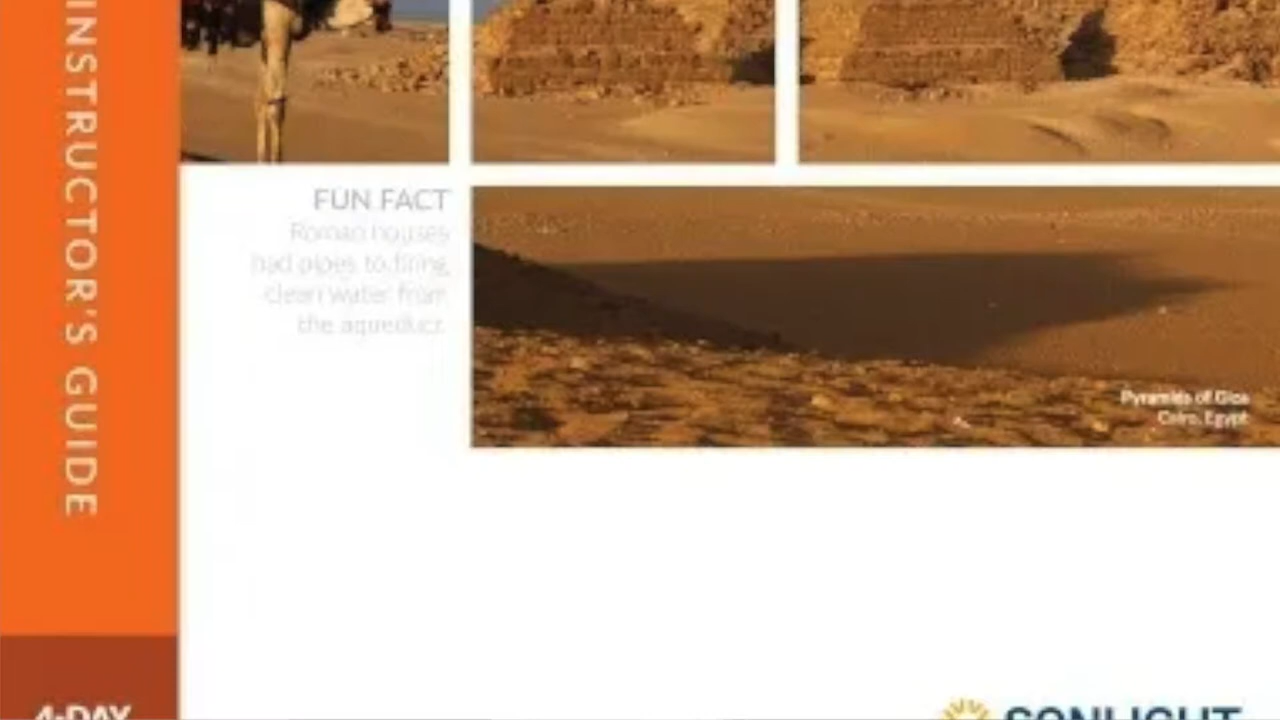 INSTRUCTOR'S GUIDE
FUN FACT
Roman houses
had pipes to bring
clean water from
the aqueduct.
Pyramids of Giza
Cairo, Egypt
4-DAY
SONLIGHT